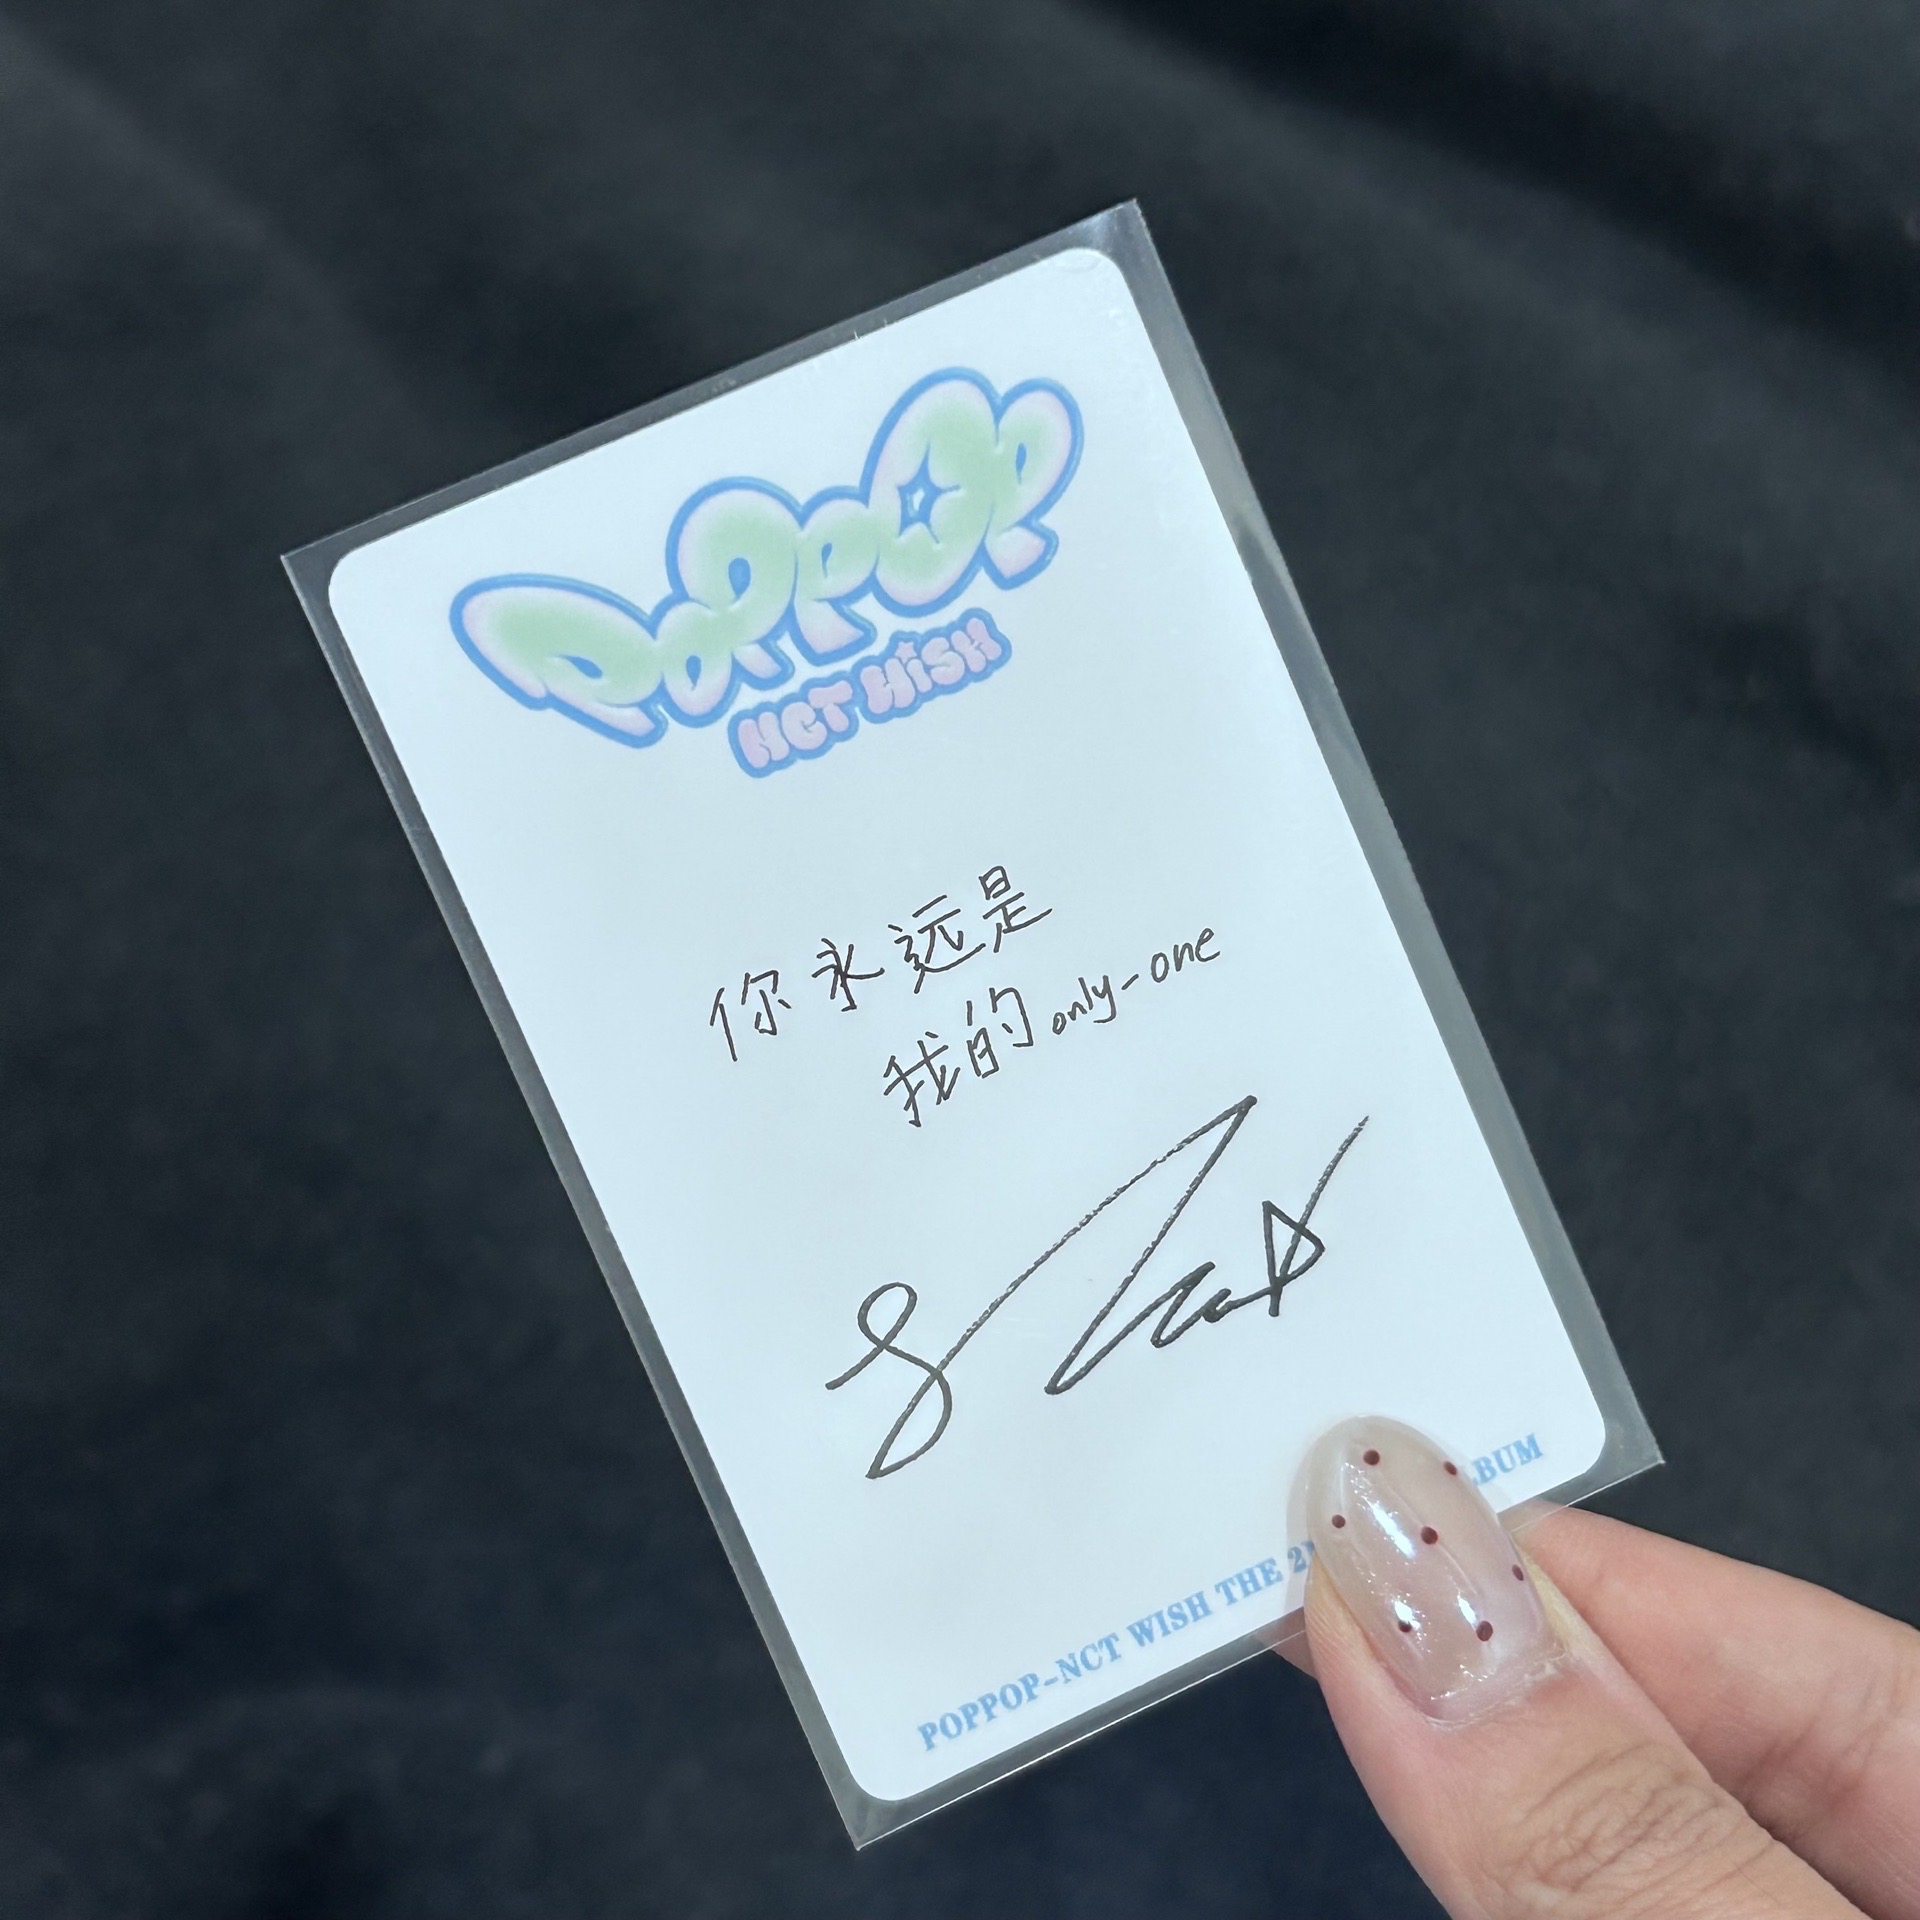 POPPOP
NCT WISH
你永远是
我的only-one
POPPOP-NCT WISH THE 2 BUM